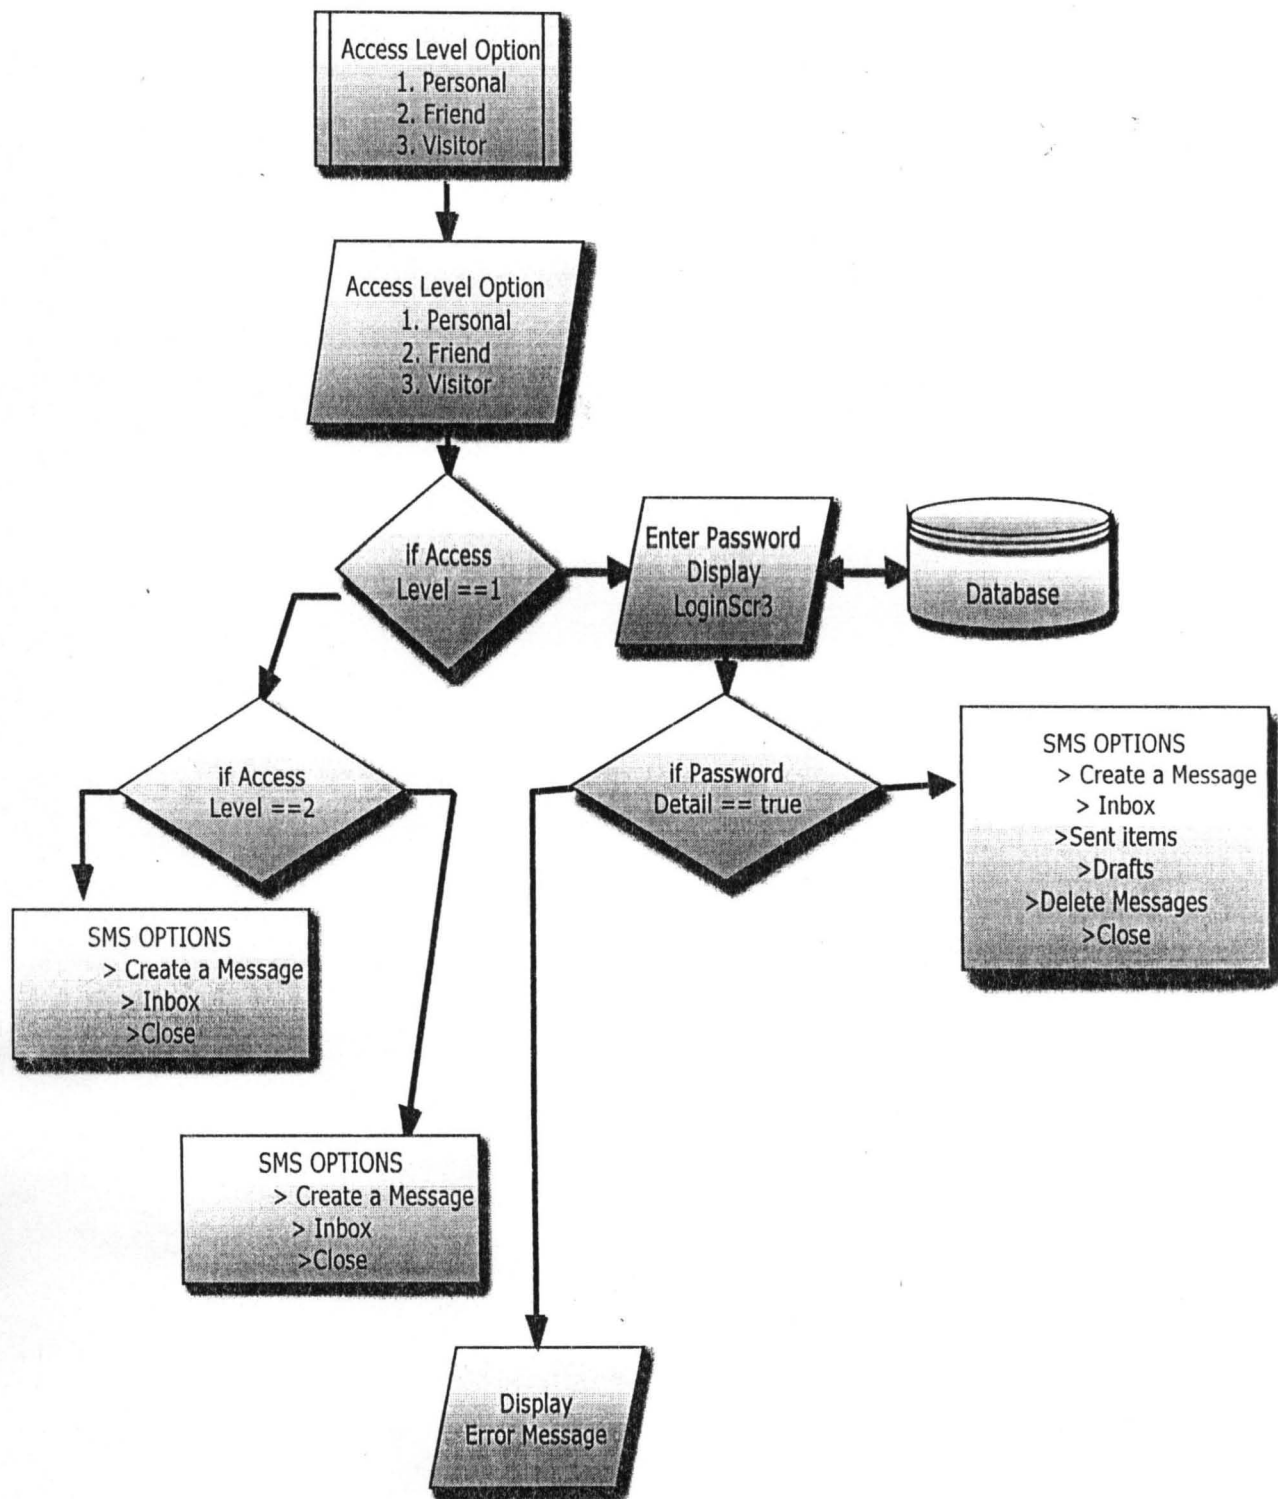 Access Level Option
1. Personal
2. Friend
3. Visitor
Access Level Option
1. Personal
2. Friend
3. Visitor
if Access
Level ==1
Enter Password
Display
LoginScr3
Database
if Access
Level ==2
if Password
Detail == true
SMS OPTIONS
> Create a Message
> Inbox
>Sent items
>Drafts
>Delete Messages
>Close
SMS OPTIONS
> Create a Message
> Inbox
>Close
SMS OPTIONS
> Create a Message
> Inbox
>Close
Display
Error Message